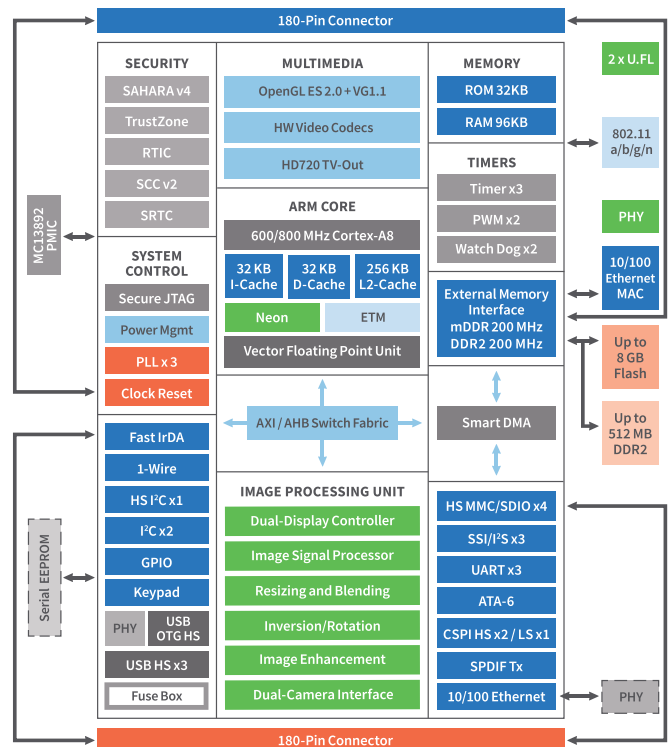 180-Pin Connector
SECURITY
SAHARA v4
TrustZone
RTIC
SCC v2
SRTC
SYSTEM
CONTROL
Secure JTAG
Power Mgmt
PLL x 3
Clock Reset
Fast IrDA
1-Wire
HS I²C x1
I²C x2
GPIO
Keypad
PHY
USB
OTG HS
USB HS x3
Fuse Box
MULTIMEDIA
OpenGL ES 2.0 + VG1.1
HW Video Codecs
HD720 TV-Out
ARM CORE
600/800 MHz Cortex-A8
32 KB
I-Cache
32 KB
D-Cache
256 KB
L2-Cache
Neon
ETM
Vector Floating Point Unit
AXI / AHB Switch Fabric
IMAGE PROCESSING UNIT
Dual-Display Controller
Image Signal Processor
Resizing and Blending
Inversion/Rotation
Image Enhancement
Dual-Camera Interface
MEMORY
ROM 32KB
RAM 96KB
TIMERS
Timer x3
PWM x2
Watch Dog x2
External Memory
Interface
mDDR 200 MHz
DDR2 200 MHz
Smart DMA
HS MMC/SDIO x4
SSI/I²S x3
UART x3
ATA-6
CSPI HS x2 / LS x1
SPDIF Tx
10/100 Ethernet
MC13892
PMIC
Serial EEPROM
2 x U.FL
802.11
a/b/g/n
PHY
10/100
Ethernet
MAC
Up to
8 GB
Flash
Up to
512 MB
DDR2
PHY
180-Pin Connector